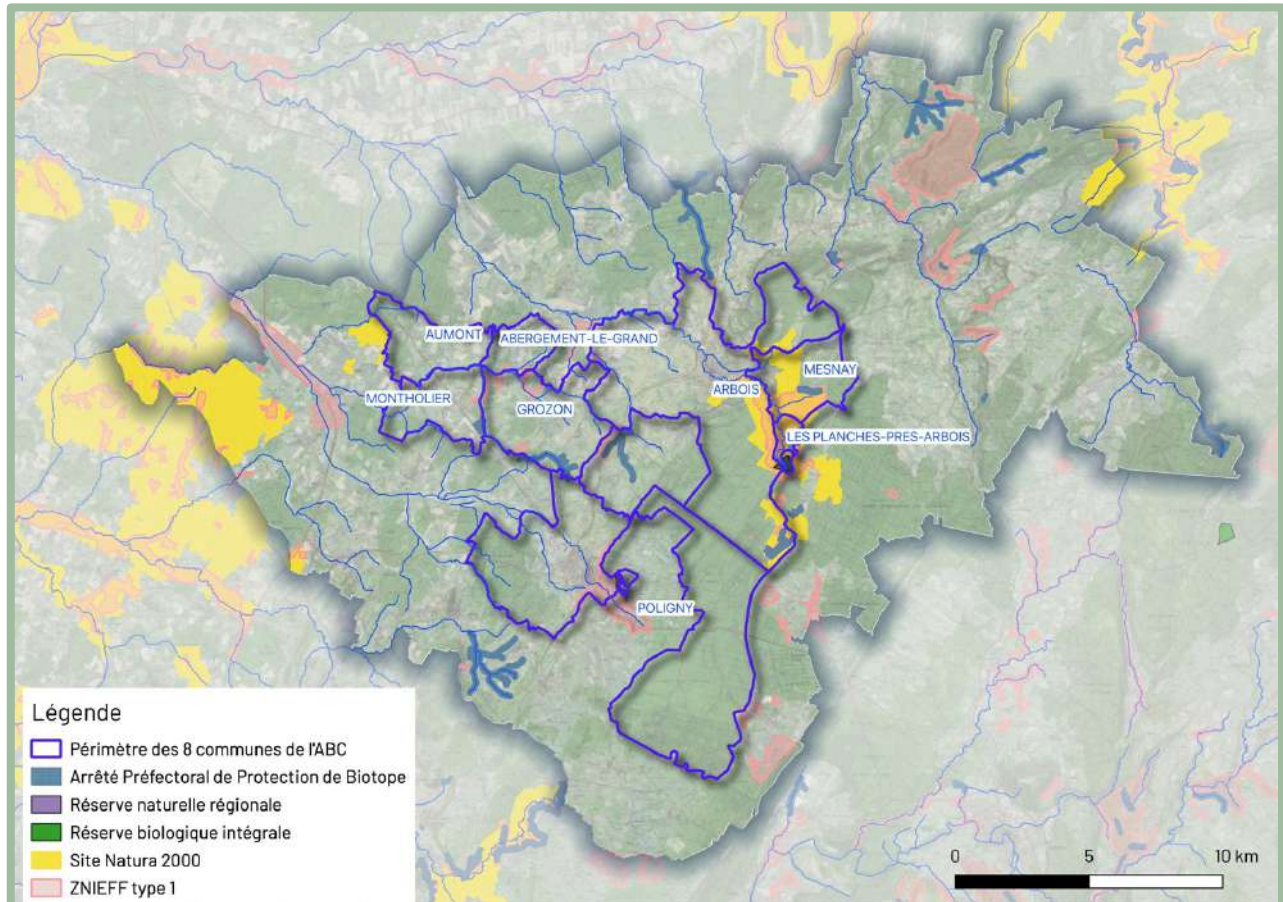 AUMONT
ABERGEMENT-LE-GRAND
MONTHOLIER
GROZON
ARBOIS
MESNAY
LES PLANCHES-PRES-ARBOIS
POLIGNY
Légende
Périmètre des 8 communes de l'ABC
Arrêté Préfectoral de Protection de Biotope
Réserve naturelle régionale
Réserve biologique intégrale
Site Natura 2000
ZNIEFF type 1
0 5 10 km